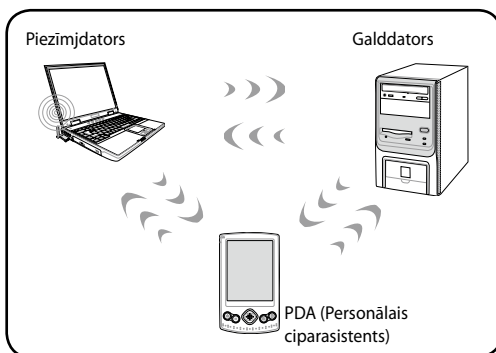 Piezīmjdators
Galddators
PDA (Personālais
ciparasistents)